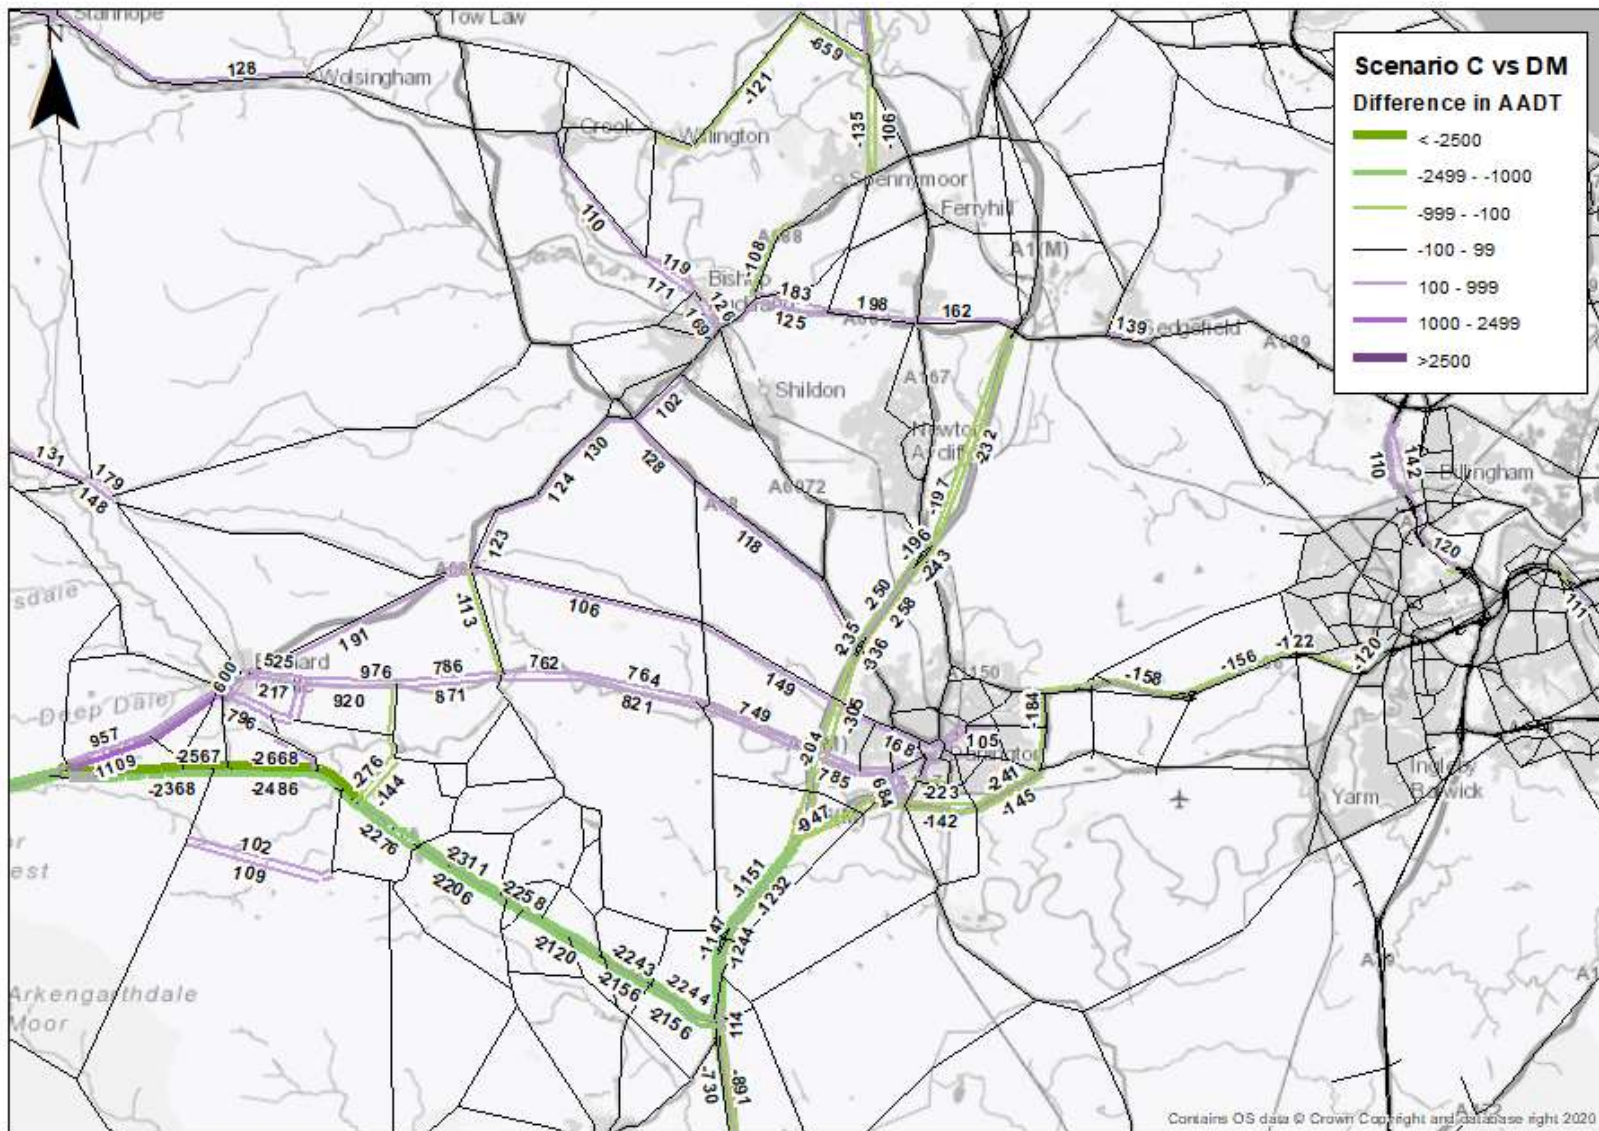 Stanhope
Tow Law
N
128
Wolsingham
-121
-659
-135
-106
Crook
Willington
Spennymoor
Ferryhill
A1(M)
110
119
171
126
169
-108
A688
Bishop
183
125
198
162
139
Sedgefield
A689
102
Shildon
A167
Newton
Aycliffe
-232
-197
110
142
Billingham
120
111
131
179
148
130
128
124
123
A6072
A68
118
-196
-243
250
258
-235
-336
sdale
-113
106
191
A150
-122
-120
-156
-158
-184
600
525
217
976
920
786
871
762
764
821
149
749
-305
-204
168
105
Darlington
785
684
-223
-241
-142
-145
-947
Deep Dale)
796
957
1109
-2567
-2668
-2368
-2486
-276
-144
Yarm
Ingleby
Barwick
102
109
-2276
-2311
-2206
-2258
-2120
-2243
-2156
-2244
-2156
-1151
-1232
-1147
-1244
114
-730
-891
A19
A172
Arkengarthdale
Moor
est
Scenario C vs DM
Difference in AADT
< -2500
-2499 - -1000
-999 - -100
-100 - 99
100 - 999
1000 - 2499
>2500
Contains OS data © Crown Copyright and database right 2020